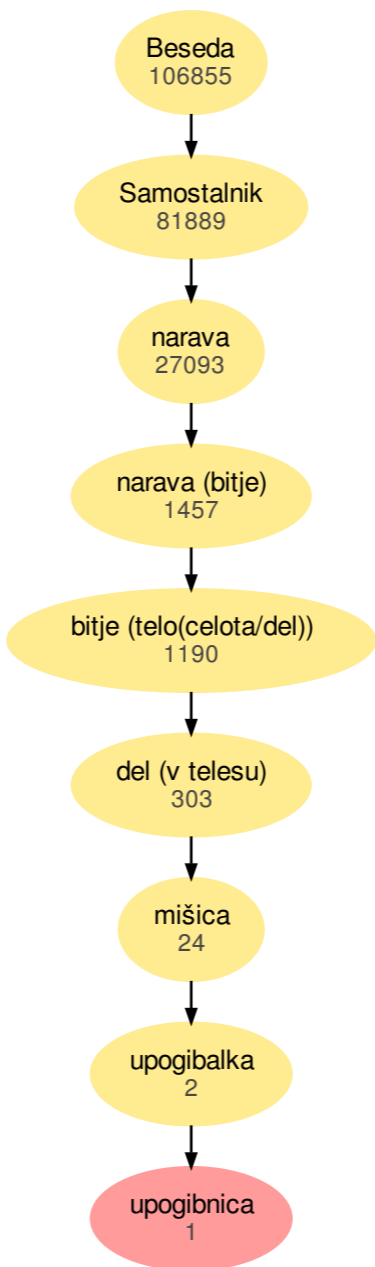 Beseda
106855
Samostalnik
81889
narava
27093
narava (bitje)
1457
bitje (telo(celota/del))
1190
del (v telesu)
303
mišica
24
upogibalka
2
upogibnica
1